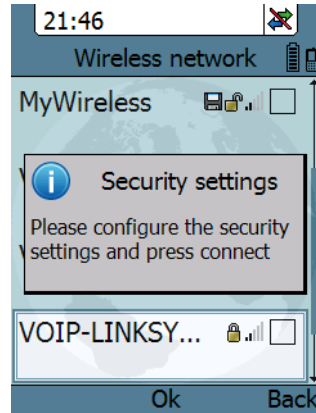 21:46
Wireless network
MyWireless
Security settings
Please configure the security
settings and press connect
VOIP-LINKSY...
Ok
Back